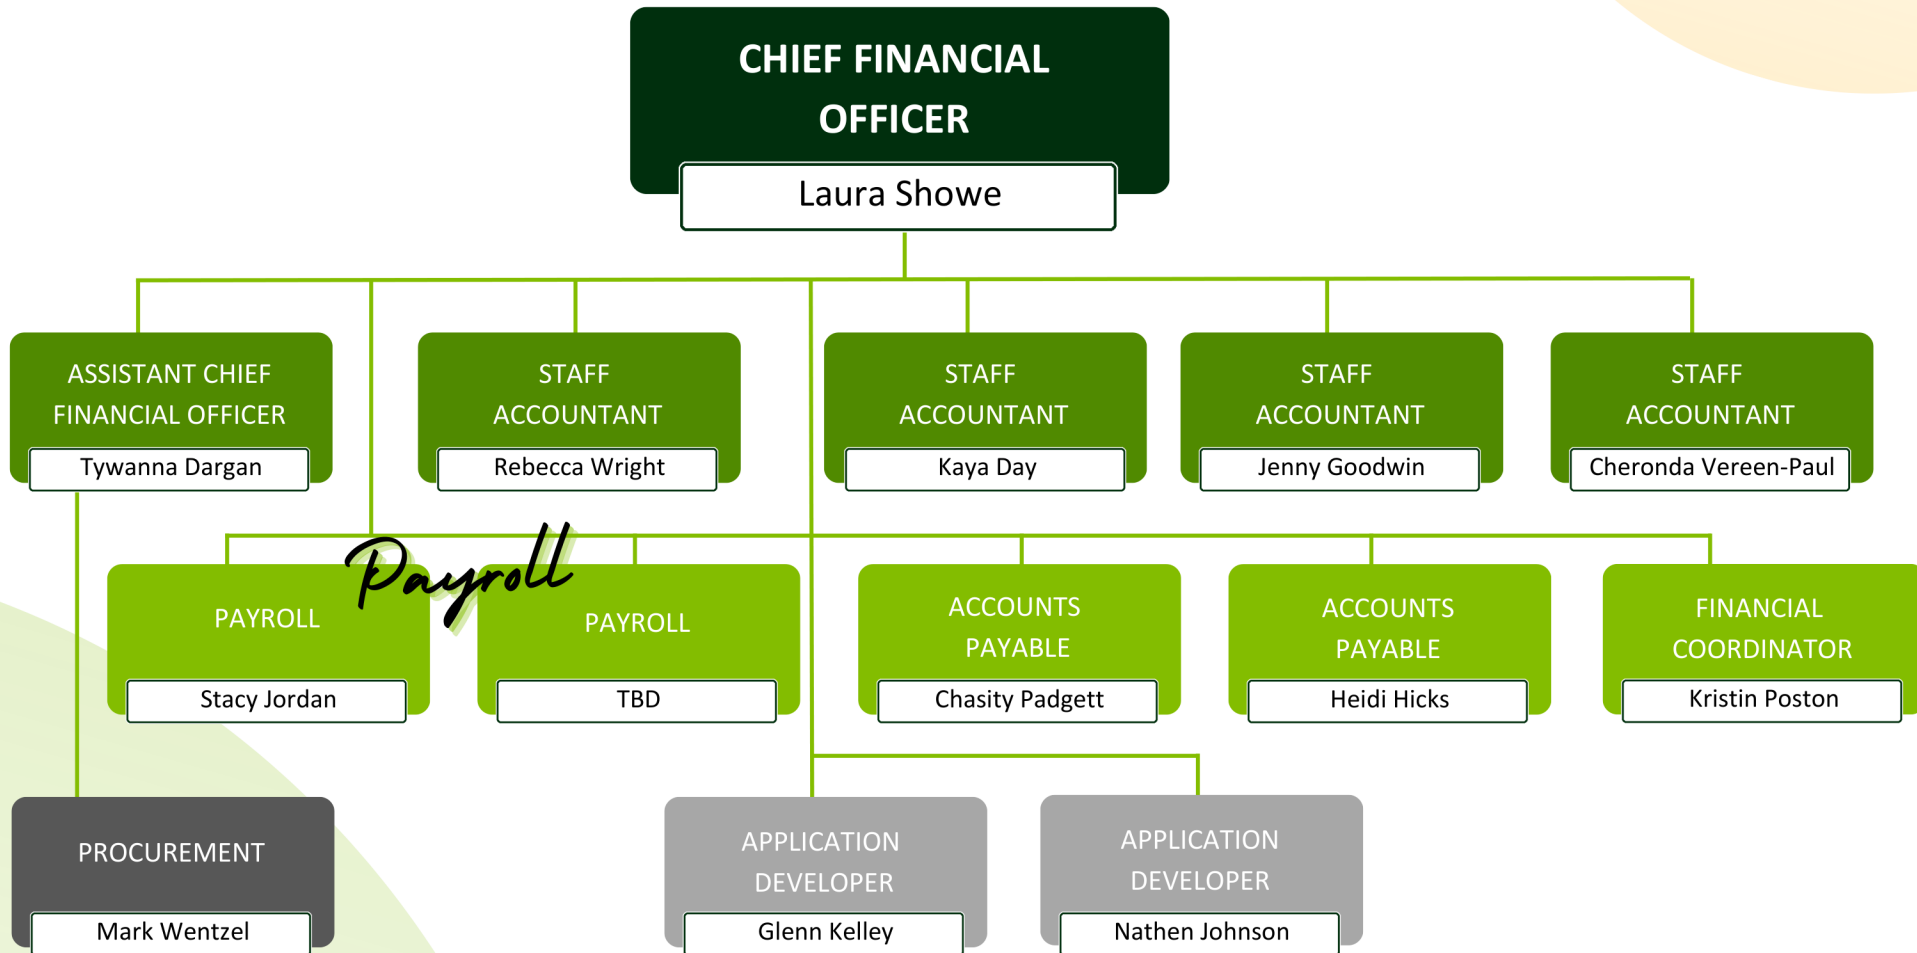 CHIEF FINANCIAL
OFFICER
Laura Showe
ASSISTANT CHIEF
FINANCIAL OFFICER
Tywanna Dargan
STAFF
ACCOUNTANT
Rebecca Wright
STAFF
ACCOUNTANT
Kaya Day
STAFF
ACCOUNTANT
Jenny Goodwin
STAFF
ACCOUNTANT
Cheronda Vereen-Paul
Payroll
PAYROLL
Stacy Jordan
PAYROLL
TBD
ACCOUNTS
PAYABLE
Chasity Padgett
ACCOUNTS
PAYABLE
Heidi Hicks
FINANCIAL
COORDINATOR
Kristin Poston
PROCUREMENT
Mark Wentzel
APPLICATION
DEVELOPER
Glenn Kelley
APPLICATION
DEVELOPER
Nathen Johnson